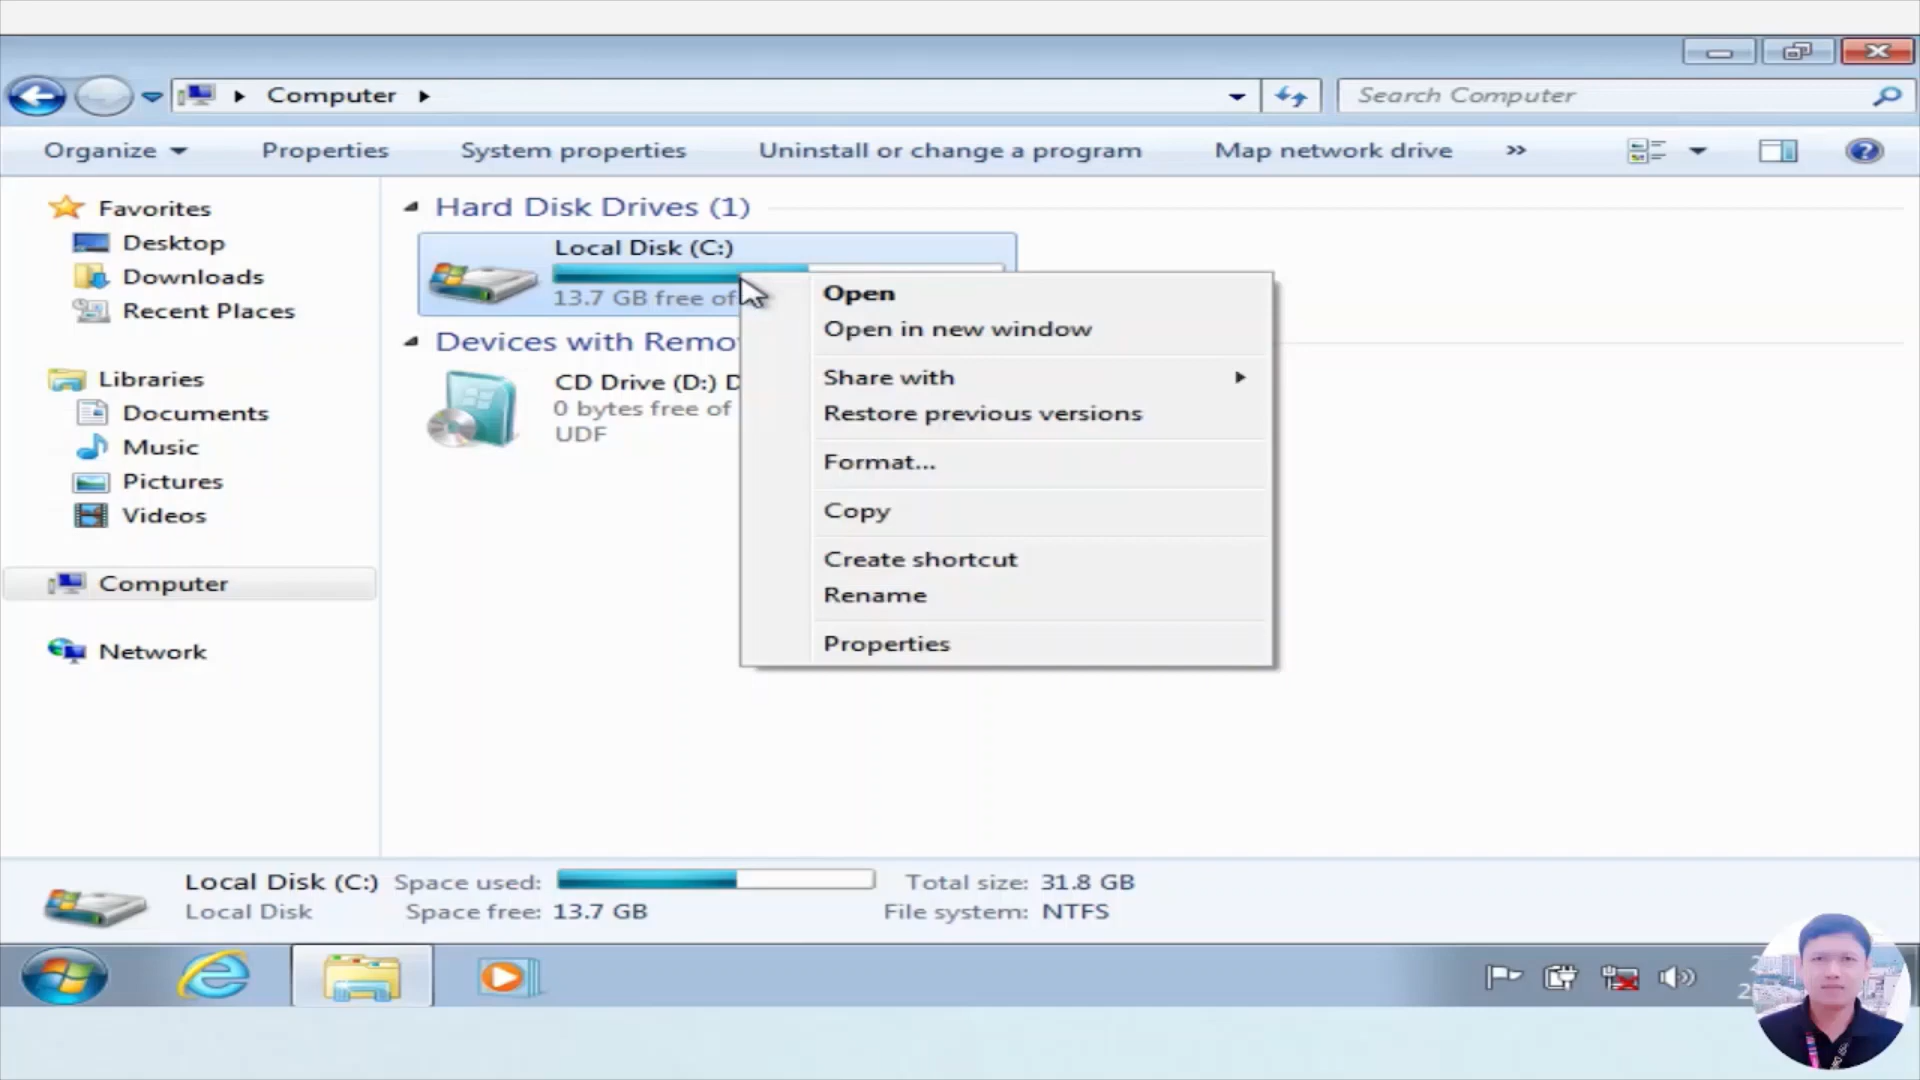 Computer
Search Computer
Organize
Properties
System properties
Uninstall or change a program
Map network drive
»
Favorites
Desktop
Downloads
Recent Places
Libraries
Documents
Music
Pictures
Videos
Computer
Network
Hard Disk Drives (1)
Local Disk (C:)
13.7 GB free of
Devices with Remo
CD Drive (D:) D
0 bytes free of
UDF
Open
Open in new window
Share with
Restore previous versions
Format...
Copy
Create shortcut
Rename
Properties
Local Disk (C:) Space used: Total size: 31.8 GB
Local Disk Space free: 13.7 GB File system: NTFS